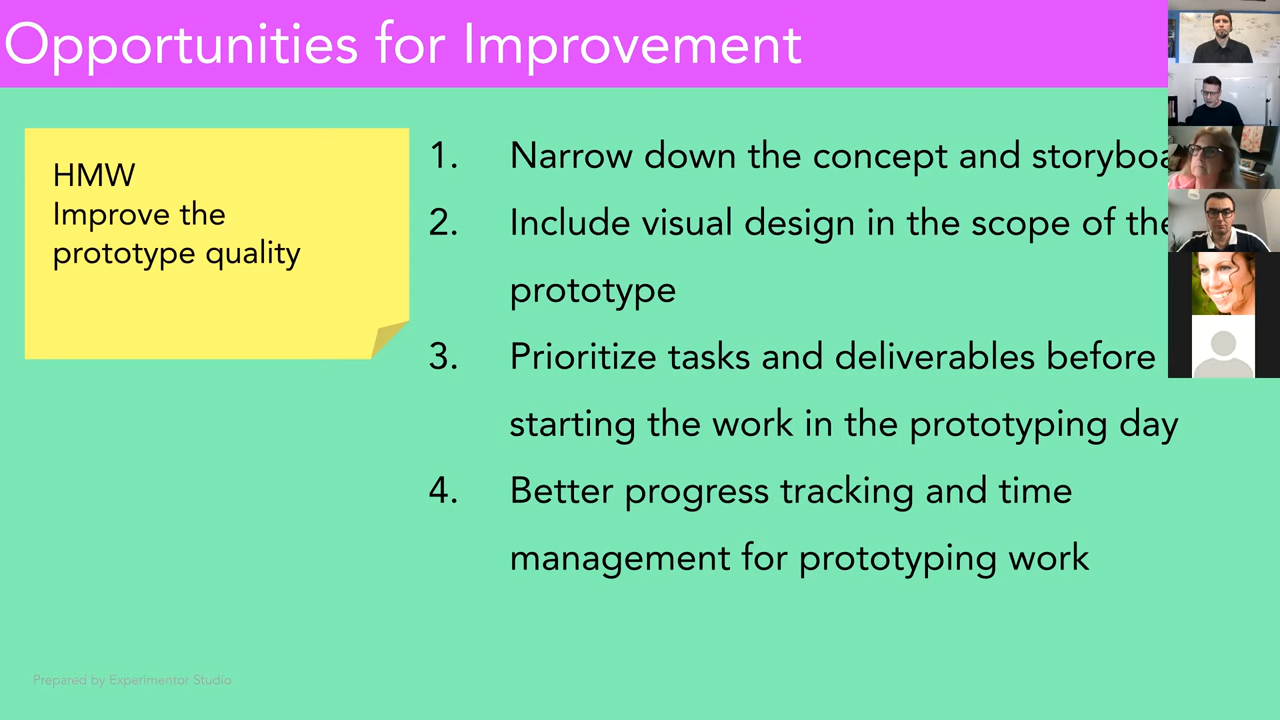 Opportunities for Improvement
HMW
Improve the
prototype quality
1. Narrow down the concept and
2. Include visual design in the scope of the
prototype
3. Prioritize tasks and deliverables before
starting the work in the prototyping day
4. Better progress tracking and time
management for prototyping work
Prepared by Experimentor Studio